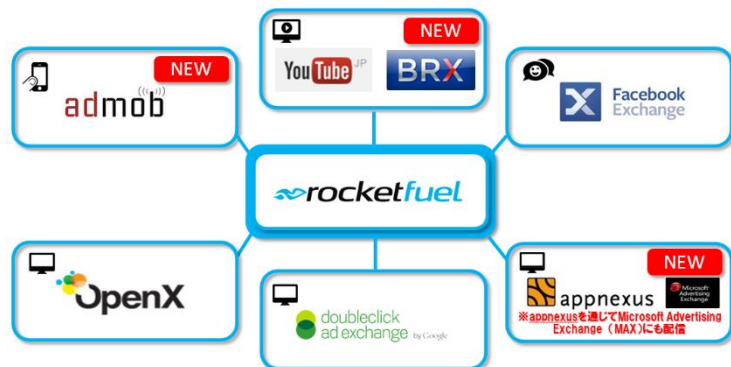 NEW
admob
NEW
YouTube JP
BRX
Facebook
Exchange
rocketfuel
OpenX
doubleclick
ad exchange by Google
NEW
appnexus
Microsoft
Advertising
Exchange
※appnexusを通じてMicrosoft Advertising
Exchange（MAX）にも配信